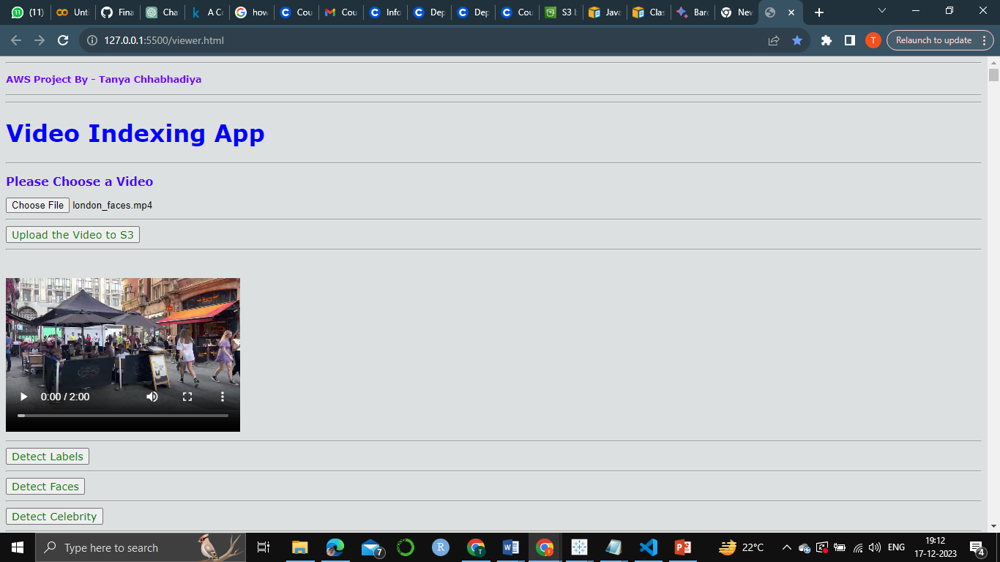 (11) Unti Fina Cha A Co how Cou Cou Info Dep Dep Cou S3 b Java Clas Bard New
127.0.0.1:5500/viewer.html T Relaunch to update
AWS Project By - Tanya Chhabhadiya
Video Indexing App
Please Choose a Video
Choose File london_faces.mp4
Upload the Video to S3
0:00 / 2:00
Detect Labels
Detect Faces
Detect Celebrity
Type here to search 7 R T W P 22°C ENG 19:12
17-12-2023 4